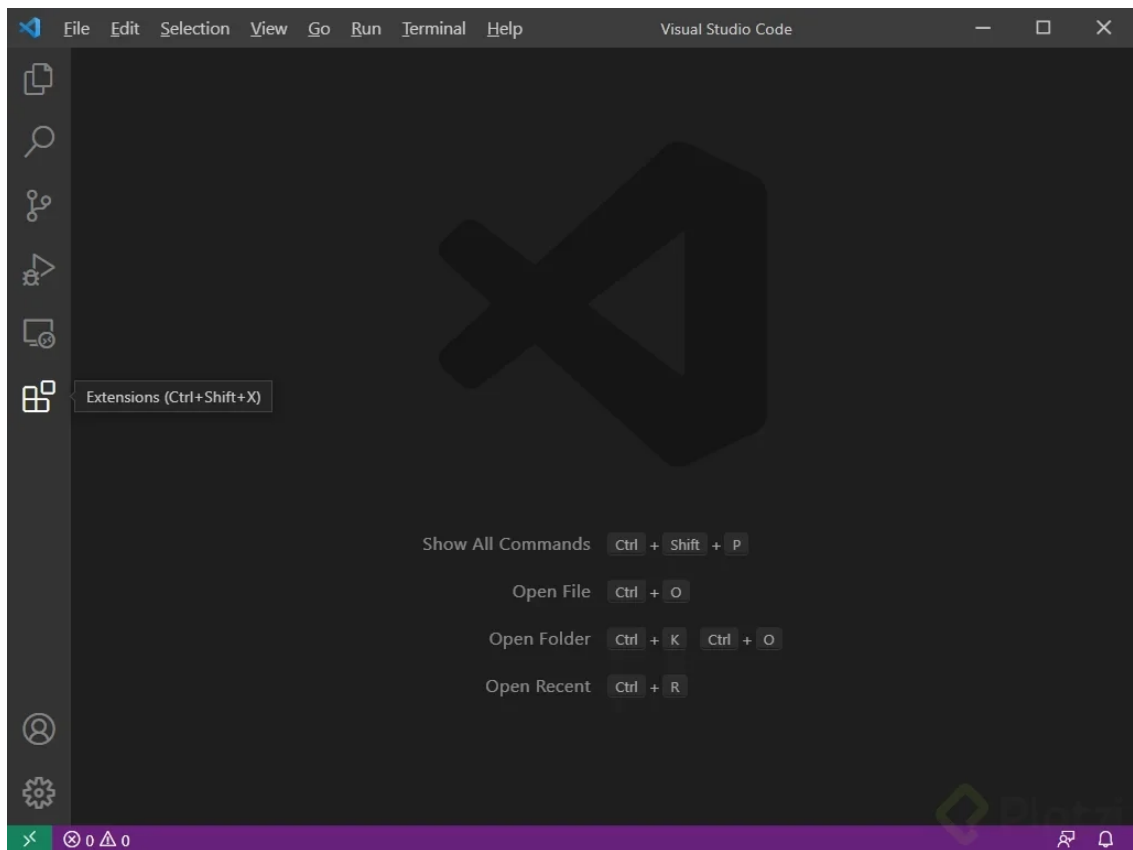 File Edit Selection View Go Run Terminal Help Visual Studio Code
Extensions (Ctrl+Shift+X)
Show All Commands Ctrl + Shift + P
Open File Ctrl + O
Open Folder Ctrl + K Ctrl + O
Open Recent Ctrl + R
Platzi
0 0